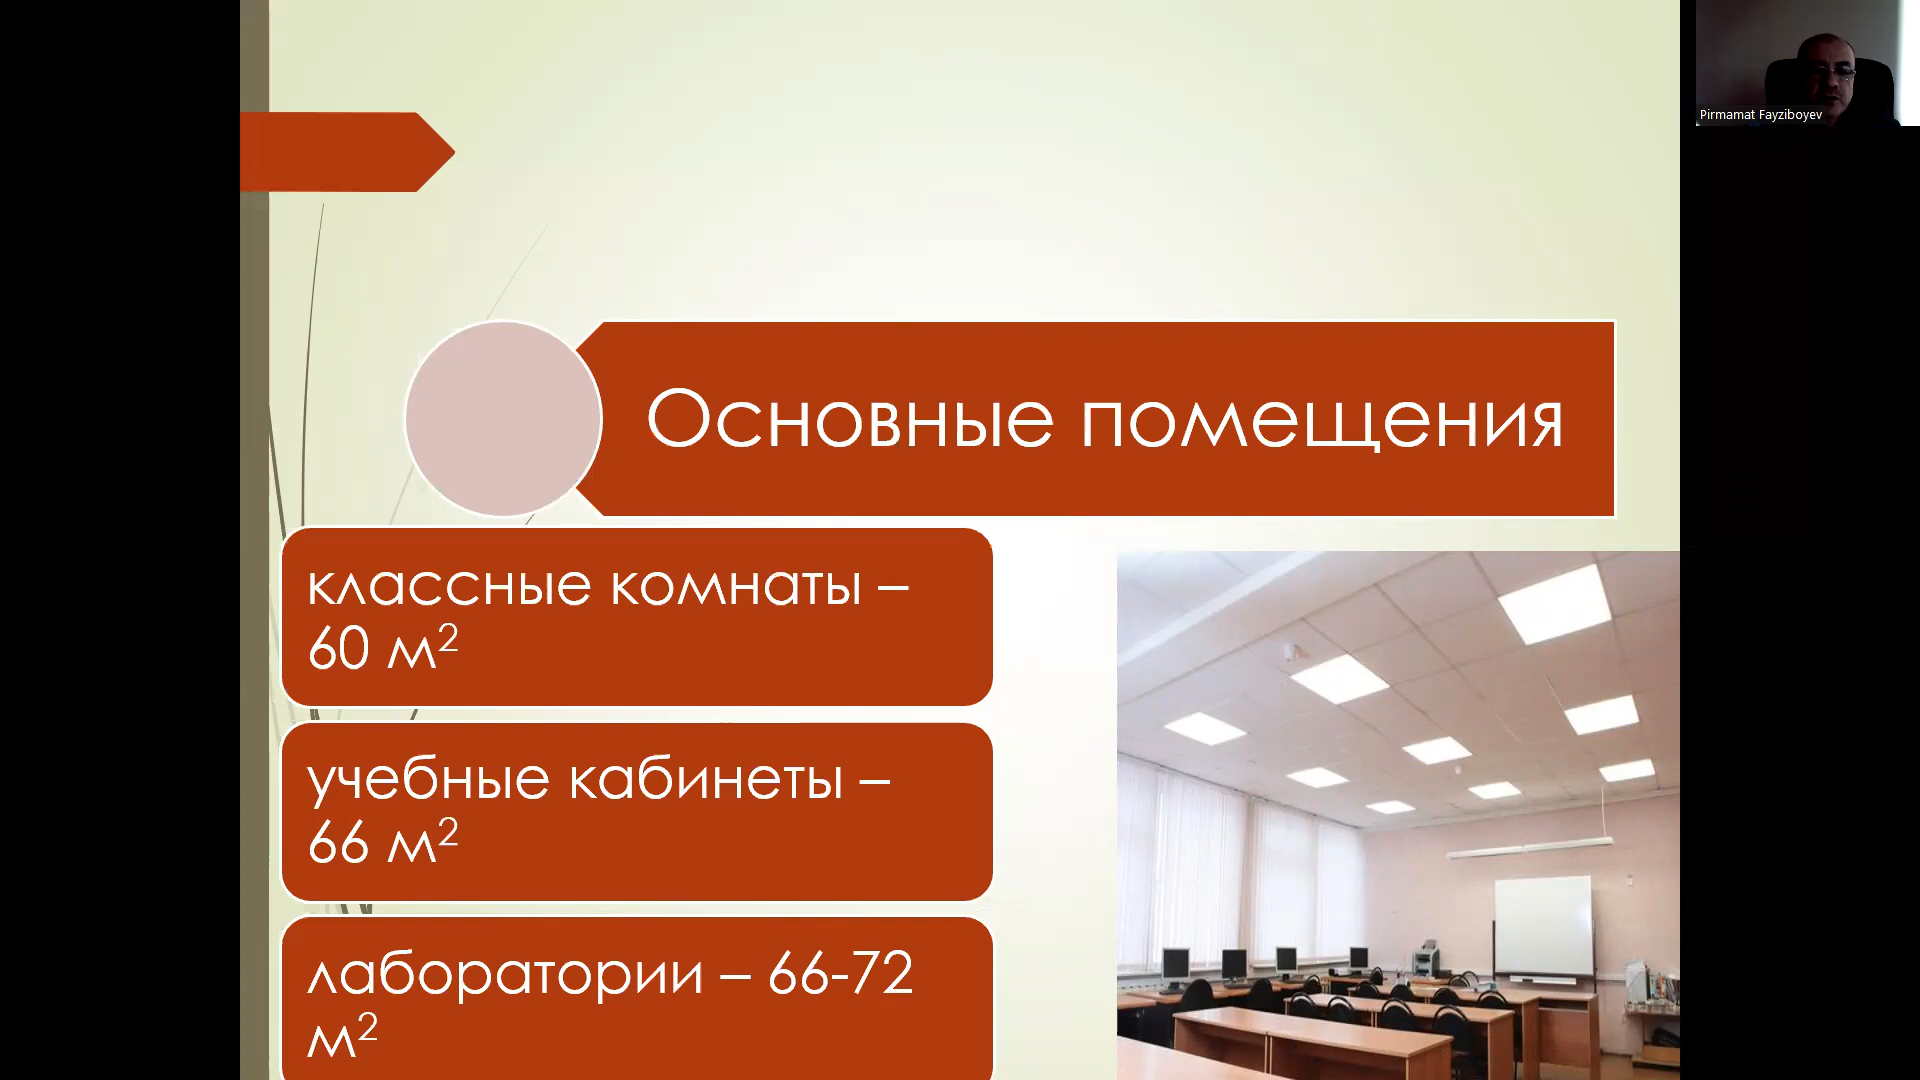 Pirmamat Fayziboyev
Основные помещения
классные комнаты –
60 м²
учебные кабинеты –
66 м²
лаборатории – 66-72
м²